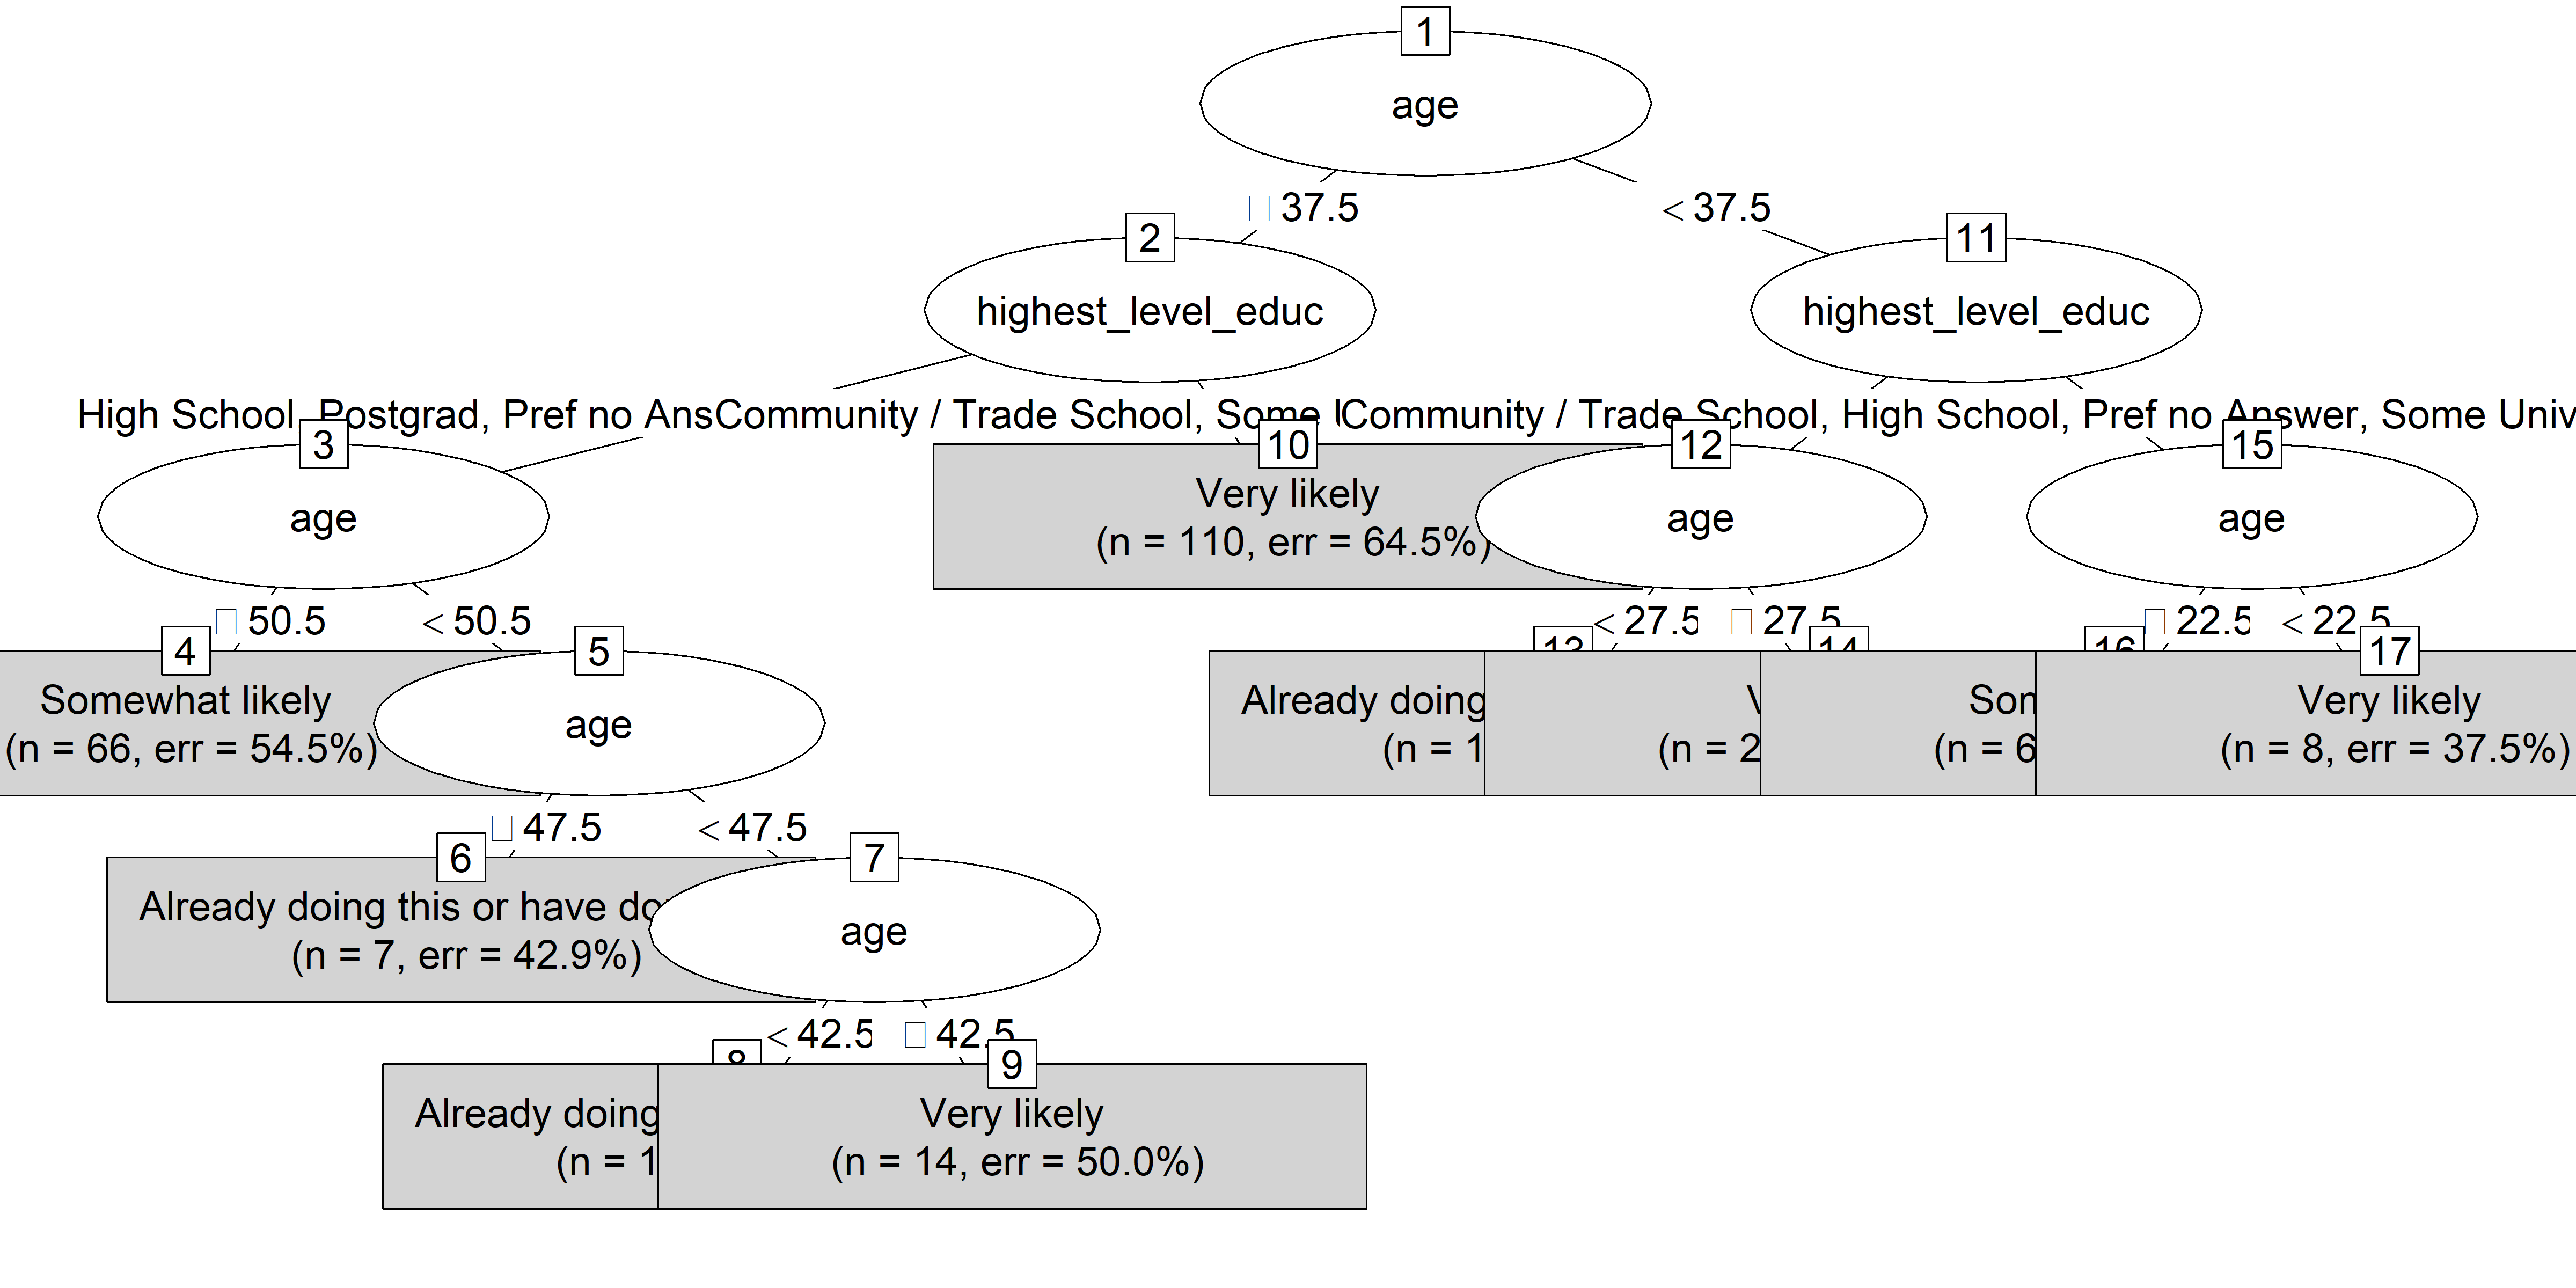 1
age
37.5
< 37.5
2
highest_level_educ
11
highest_level_educ
High School, Postgrad, Pref no Ans
Community / Trade School, Some
Community / Trade School, High School, Pref no Answer, Some Univ
3
age
10
Very likely
(n = 110, err = 64.5%)
12
age
15
age
50.5
< 50.5
< 27.5
27.5
22.5
< 22.5
4
Somewhat likely
(n = 66, err = 54.5%)
5
age
13
Already doing
(n = 1
14
(n = 2
16
(n = 6
17
Very likely
(n = 8, err = 37.5%)
47.5
< 47.5
6
Already doing this or have
(n = 7, err = 42.9%)
7
age
< 42.5
42.5
8
Already doing
(n = 1
9
Very likely
(n = 14, err = 50.0%)